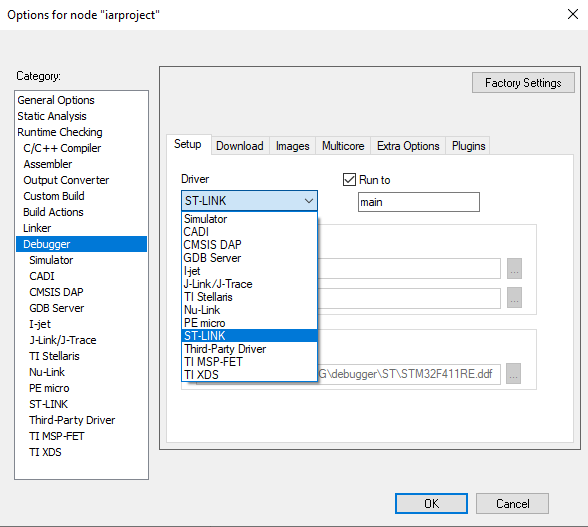 Options for node "iarproject"
Category:
General Options
Static Analysis
Runtime Checking
C/C++ Compiler
Assembler
Output Converter
Custom Build
Build Actions
Linker
Debugger
Simulator
CADI
CMSIS DAP
GDB Server
I-jet
J-Link/J-Trace
TI Stellaris
Nu-Link
PE micro
ST-LINK
Third-Party Driver
TI MSP-FET
TI XDS
Factory Settings
Setup
Download
Images
Multicore
Extra Options
Plugins
Driver
Run to
ST-LINK
main
Simulator
CADI
CMSIS DAP
GDB Server
I-jet
J-Link/J-Trace
TI Stellaris
Nu-Link
PE micro
ST-LINK
Third-Party Driver
TI MSP-FET
TI XDS
...
...
G\debugger\ST\STM32F411RE.ddf
...
OK
Cancel